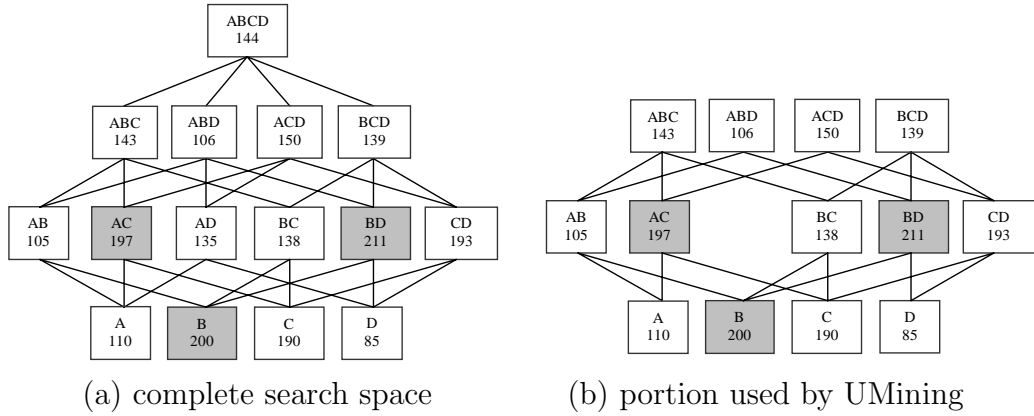 ABCD
144
ABC
143
ABD
106
ACD
150
BCD
139
AB
105
AC
197
AD
135
BC
138
BD
211
CD
193
A
110
B
200
C
190
D
85
(a) complete search space
ABC
143
ABD
106
ACD
150
BCD
139
AB
105
AC
197
BC
138
BD
211
CD
193
A
110
B
200
C
190
D
85
(b) portion used by UMining